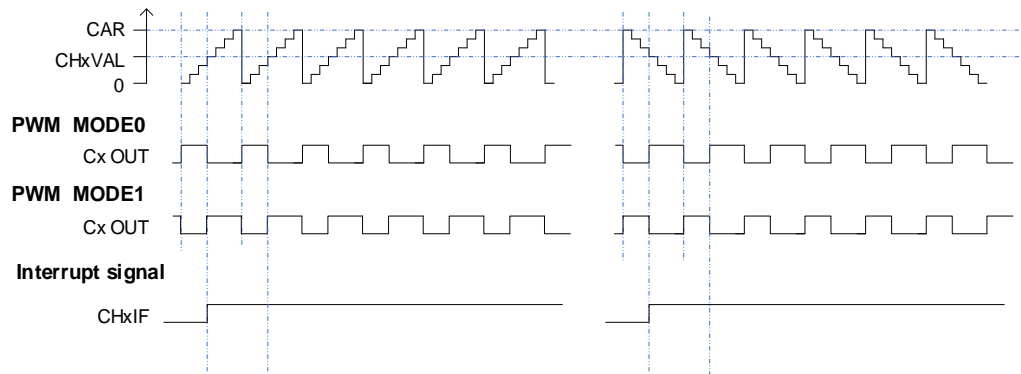 CAR
CHxVAL
0
PWM MODE0
Cx OUT
PWM MODE1
Cx OUT
Interrupt signal
CHxIF